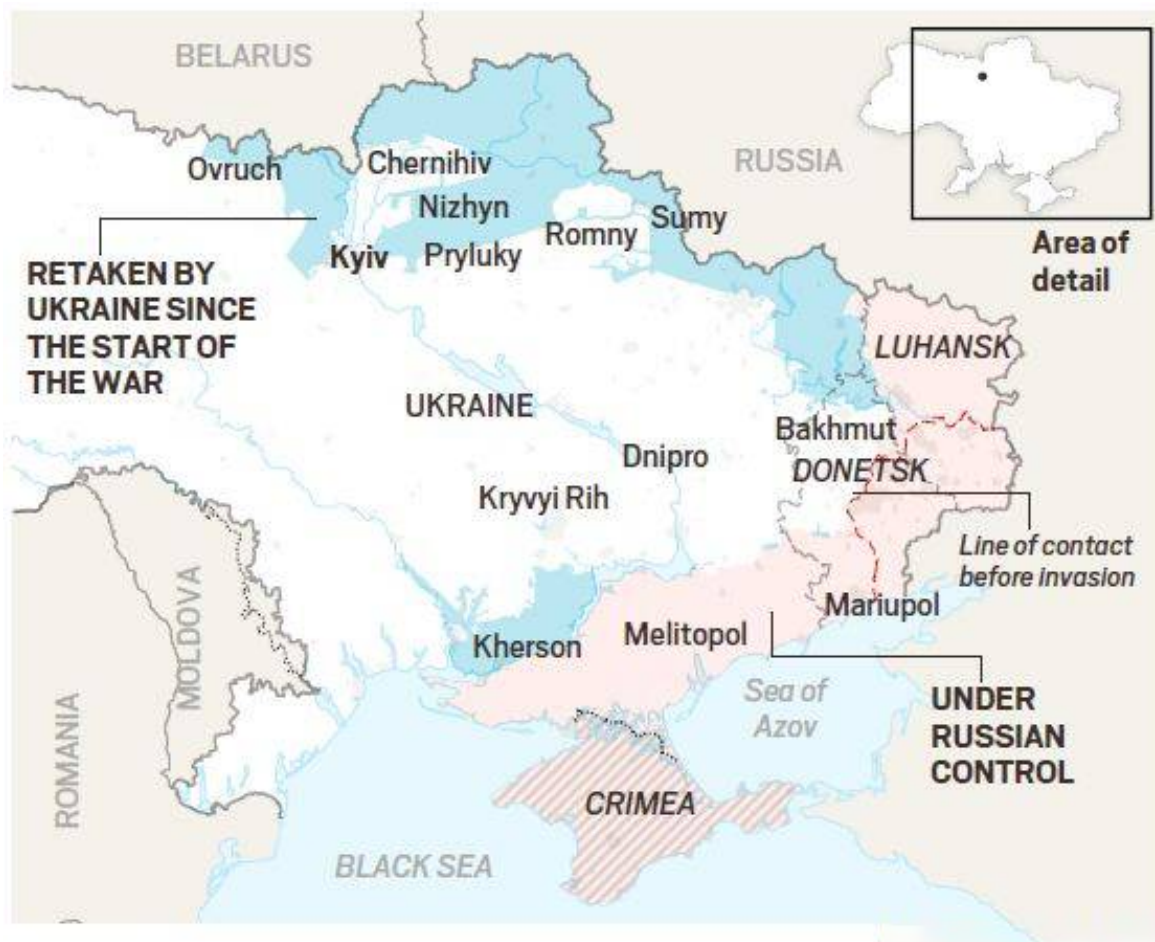 BELARUS
RUSSIA
Ovruch
Chernihiv
Nizhyn
Sumy
Romny
Kyiv
Pryluky
Area of
detail
RETAKEN BY
UKRAINE SINCE
THE START OF
THE WAR
LUHANSK
UKRAINE
Bakhmut
Dnipro
DONETSK
Kryvyi Rih
Line of contact
before invasion
MOLDOVA
Mariupol
Kherson
Melitopol
ROMANIA
Sea of
Azov
UNDER
RUSSIAN
CONTROL
CRIMEA
BLACK SEA